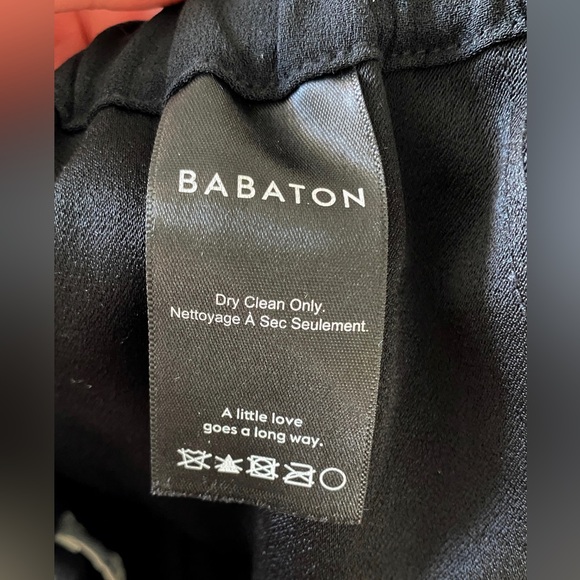 BABATON
Dry Clean Only.
Nettoyage À Sec Seulement.
A little love
goes a long way.